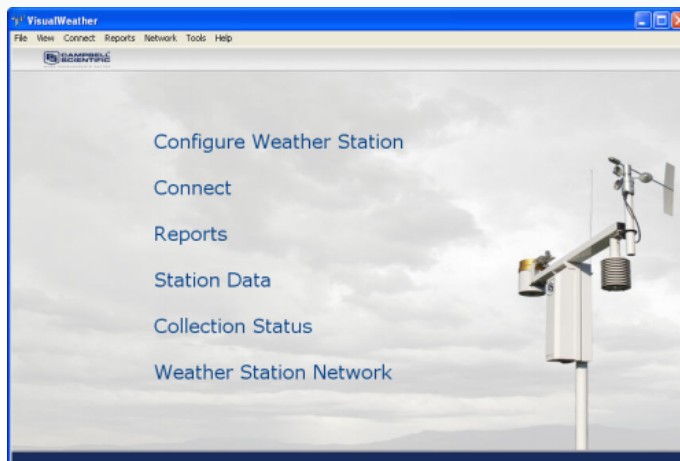 VisualWeather
File View Connect Reports Network Tools Help
CAMPBELL
SCIENTIFIC
Configure Weather Station
Connect
Reports
Station Data
Collection Status
Weather Station Network